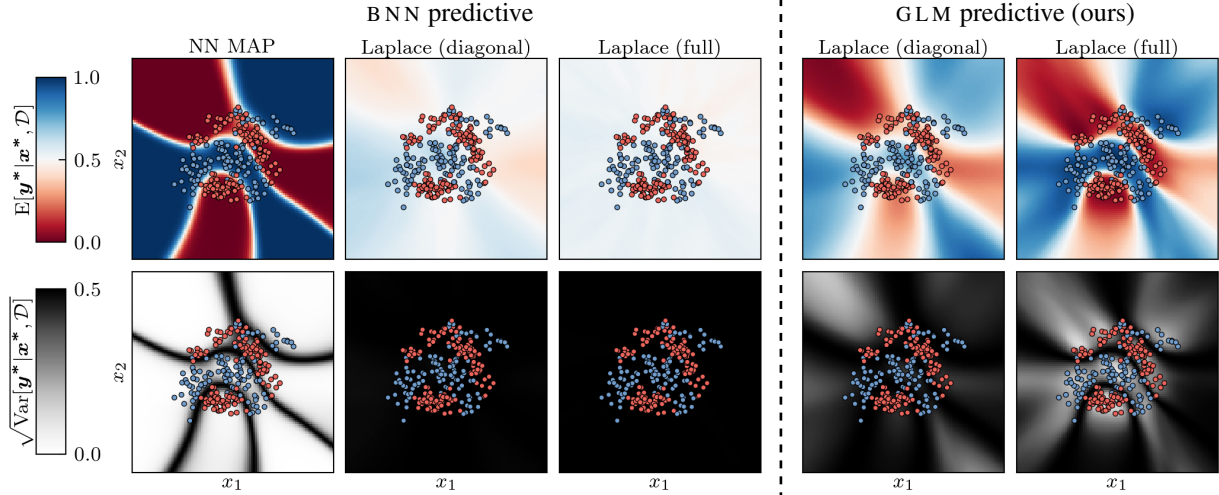 BNN predictive
GLM predictive (ours)
NN MAP
Laplace (diagonal)
Laplace (full)
Laplace (diagonal)
Laplace (full)
E[y*|x*, D]
1.0
0.5
0.0
x₂
√Var[y*|x*, D]
0.5
0.0
x₂
x₁
x₁
x₁
x₁
x₁